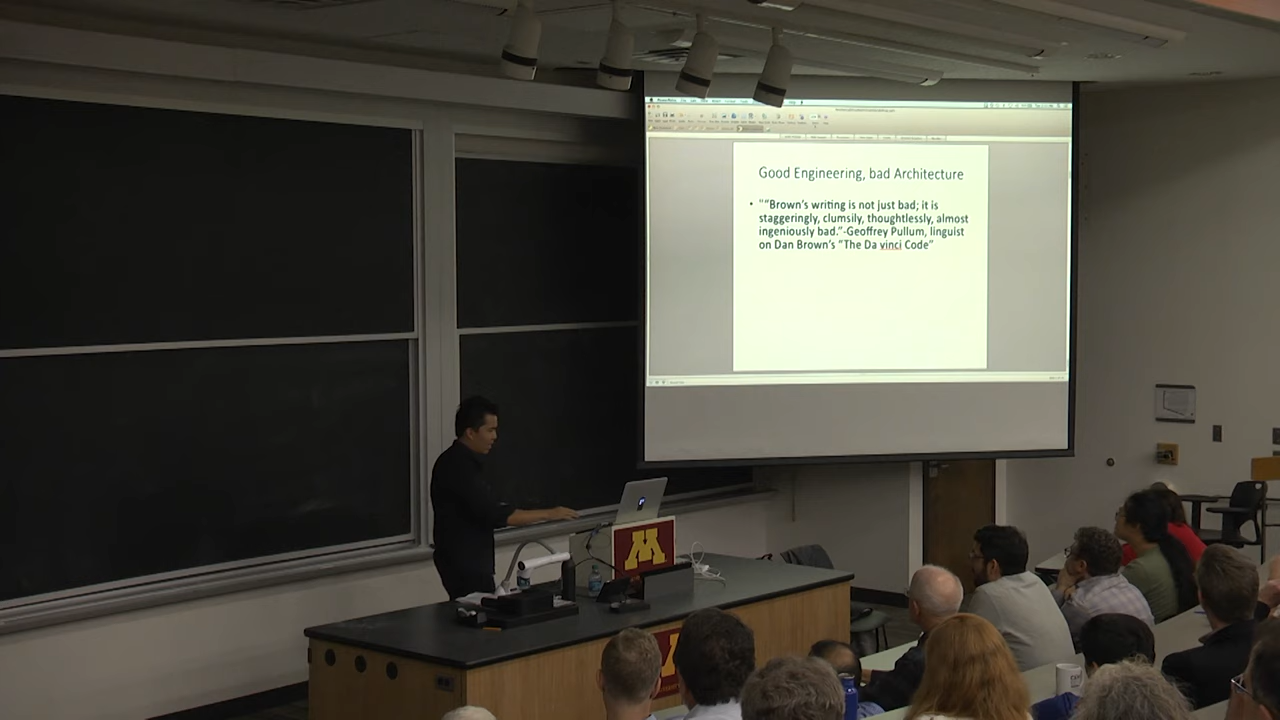 Good Engineering, bad Architecture
• "“Brown’s writing is not just bad; it is
staggeringly, clumsily, thoughtlessly, almost
ingeniously bad.”-Geoffrey Pullum, linguist
on Dan Brown’s “The Da vinci Code”
M